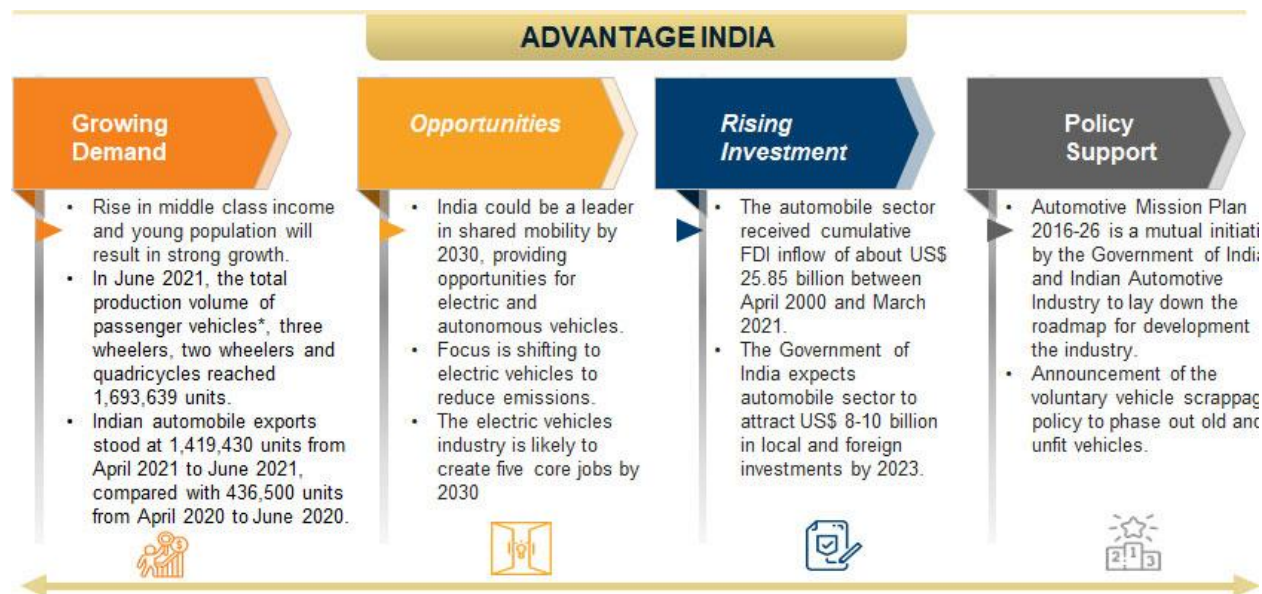 ADVANTAGE INDIA
Growing
Demand
• Rise in middle class income
and young population will
result in strong growth.
• In June 2021, the total
production volume of
passenger vehicles*, three
wheelers, two wheelers and
quadricycles reached
1,693,639 units.
• Indian automobile exports
stood at 1,419,430 units from
April 2021 to June 2021,
compared with 436,500 units
from April 2020 to June 2020.
Opportunities
• India could be a leader
in shared mobility by
2030, providing
opportunities for
electric and
autonomous vehicles.
• Focus is shifting to
electric vehicles to
reduce emissions.
• The electric vehicles
industry is likely to
create five core jobs by
2030
Rising
Investment
• The automobile sector
received cumulative
FDI inflow of about US$
25.85 billion between
April 2000 and March
2021.
• The Government of
India expects
automobile sector to
attract US$ 8-10 billion
in local and foreign
investments by 2023.
Policy
Support
• Automotive Mission Plan
2016-26 is a mutual
by the Government of
and Indian Automotive
Industry to lay down the
roadmap for development
the industry.
• Announcement of the
voluntary vehicle
policy to phase out old
unfit vehicles.
2 1 3